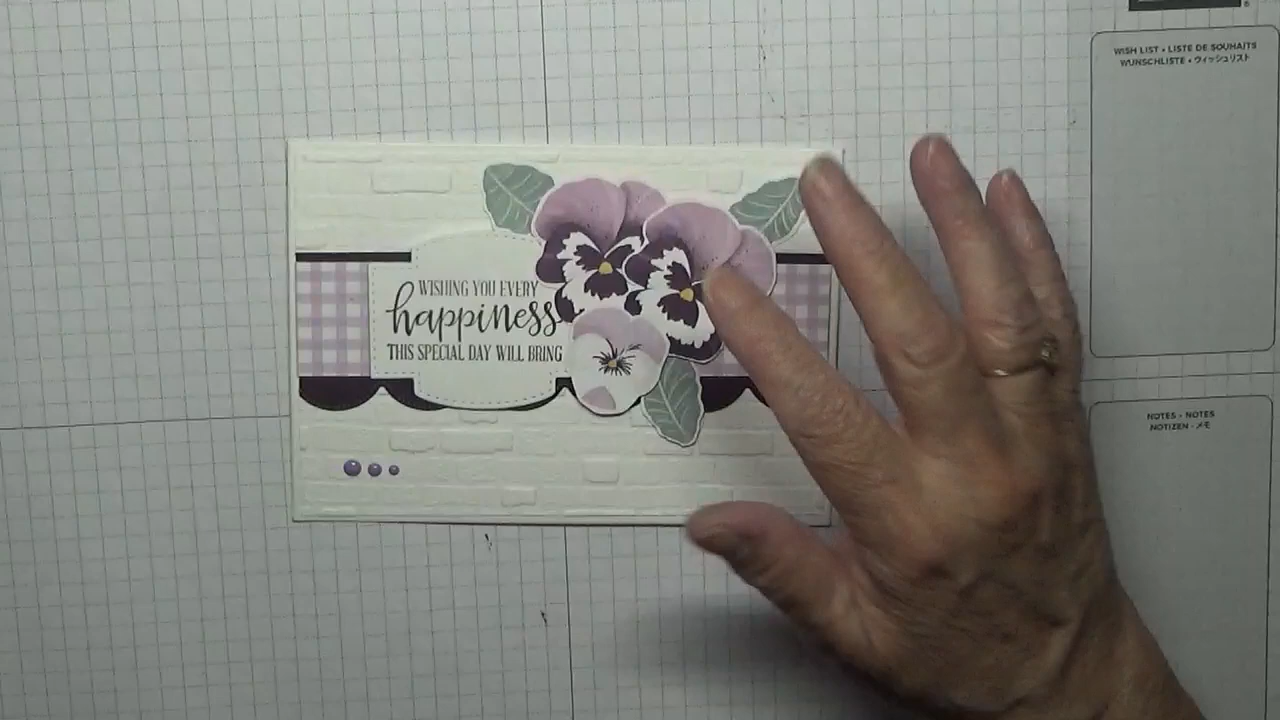 WISH LIST • LISTE DE SOUHAITS
WUNSCHLISTE • ウィッシュリスト
WISHING YOU EVERY
happiness
THIS SPECIAL DAY WILL BRING
NOTES • NOTES
NOTIZEN • メモ